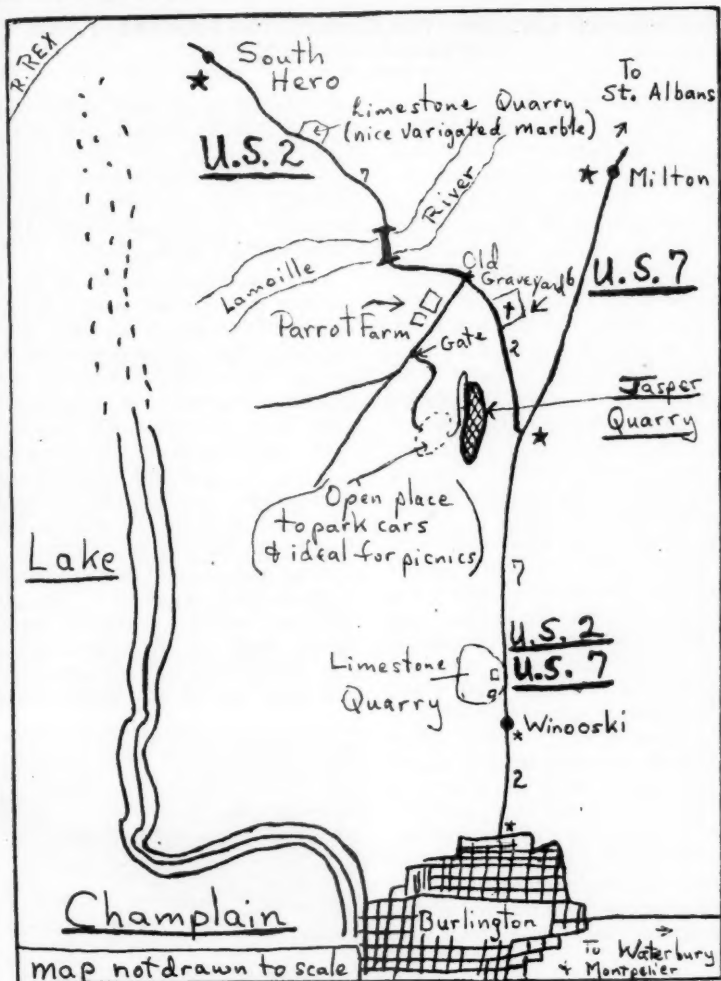 R. REX
South
Hero
To
St. Albans
Limestone Quarry
(nice varigated marble)
U.S. 2
7
Milton
River
Lamoille
U.S. 7
Old
Graveyard
6
Parrot Farm
2
Gate
Jasper
Quarry
Open place
to park cars
& ideal for picnics
Lake
7
U.S. 2
U.S. 7
Limestone
Quarry
Winooski
2
Champlain
Burlington
To Waterbury
& Montpelier
map not drawn to scale